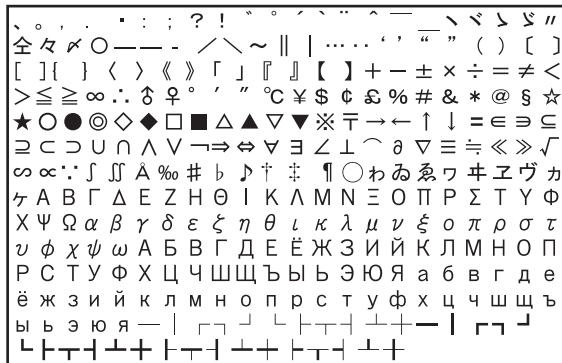 、。，．・：；？！゛゜´｀¨＾￣＿ヽヾゝゞ〃
仝々〆〇ー―‐／＼～∥｜…‥‘’“”（）〔〕
［］｛｝〈〉《》「」『』【】＋－±×÷＝≠＜
＞≦≧∞∴♂♀°′″℃￥＄￠￡％＃＆＊＠§☆
★○●◎◇◆□■△▲▽▼※〒→←↑↓〓∈∋⊆
⊇⊂⊃∪∩∧∨￢⇒⇔∀∃∠⊥⌒∂∇≡≒≪≫√
∽∝∵∫∬Å‰♯♭♪†‡¶◯ゎゐゑヮヰヱヴヵ
ヶΑΒΓΔΕΖΗΘΙΚΛΜΝΞΟΠΡΣΤΥΦ
ΧΨΩαβγδεζηθικλμνξοπρστ
υφχψωАБВГДЕЁЖЗИЙКЛМНОП
РСТУФХЦЧШЩЪЫЬЭЮЯабвгде
ёжзийклмнопрстуфхцчшщъ
ыьэюя─│┌┐┘└├┬┤┴┼━┃┏┓┛
┗┣┳┫┻╋┠┯┨┷┿┝┰┥┸╂